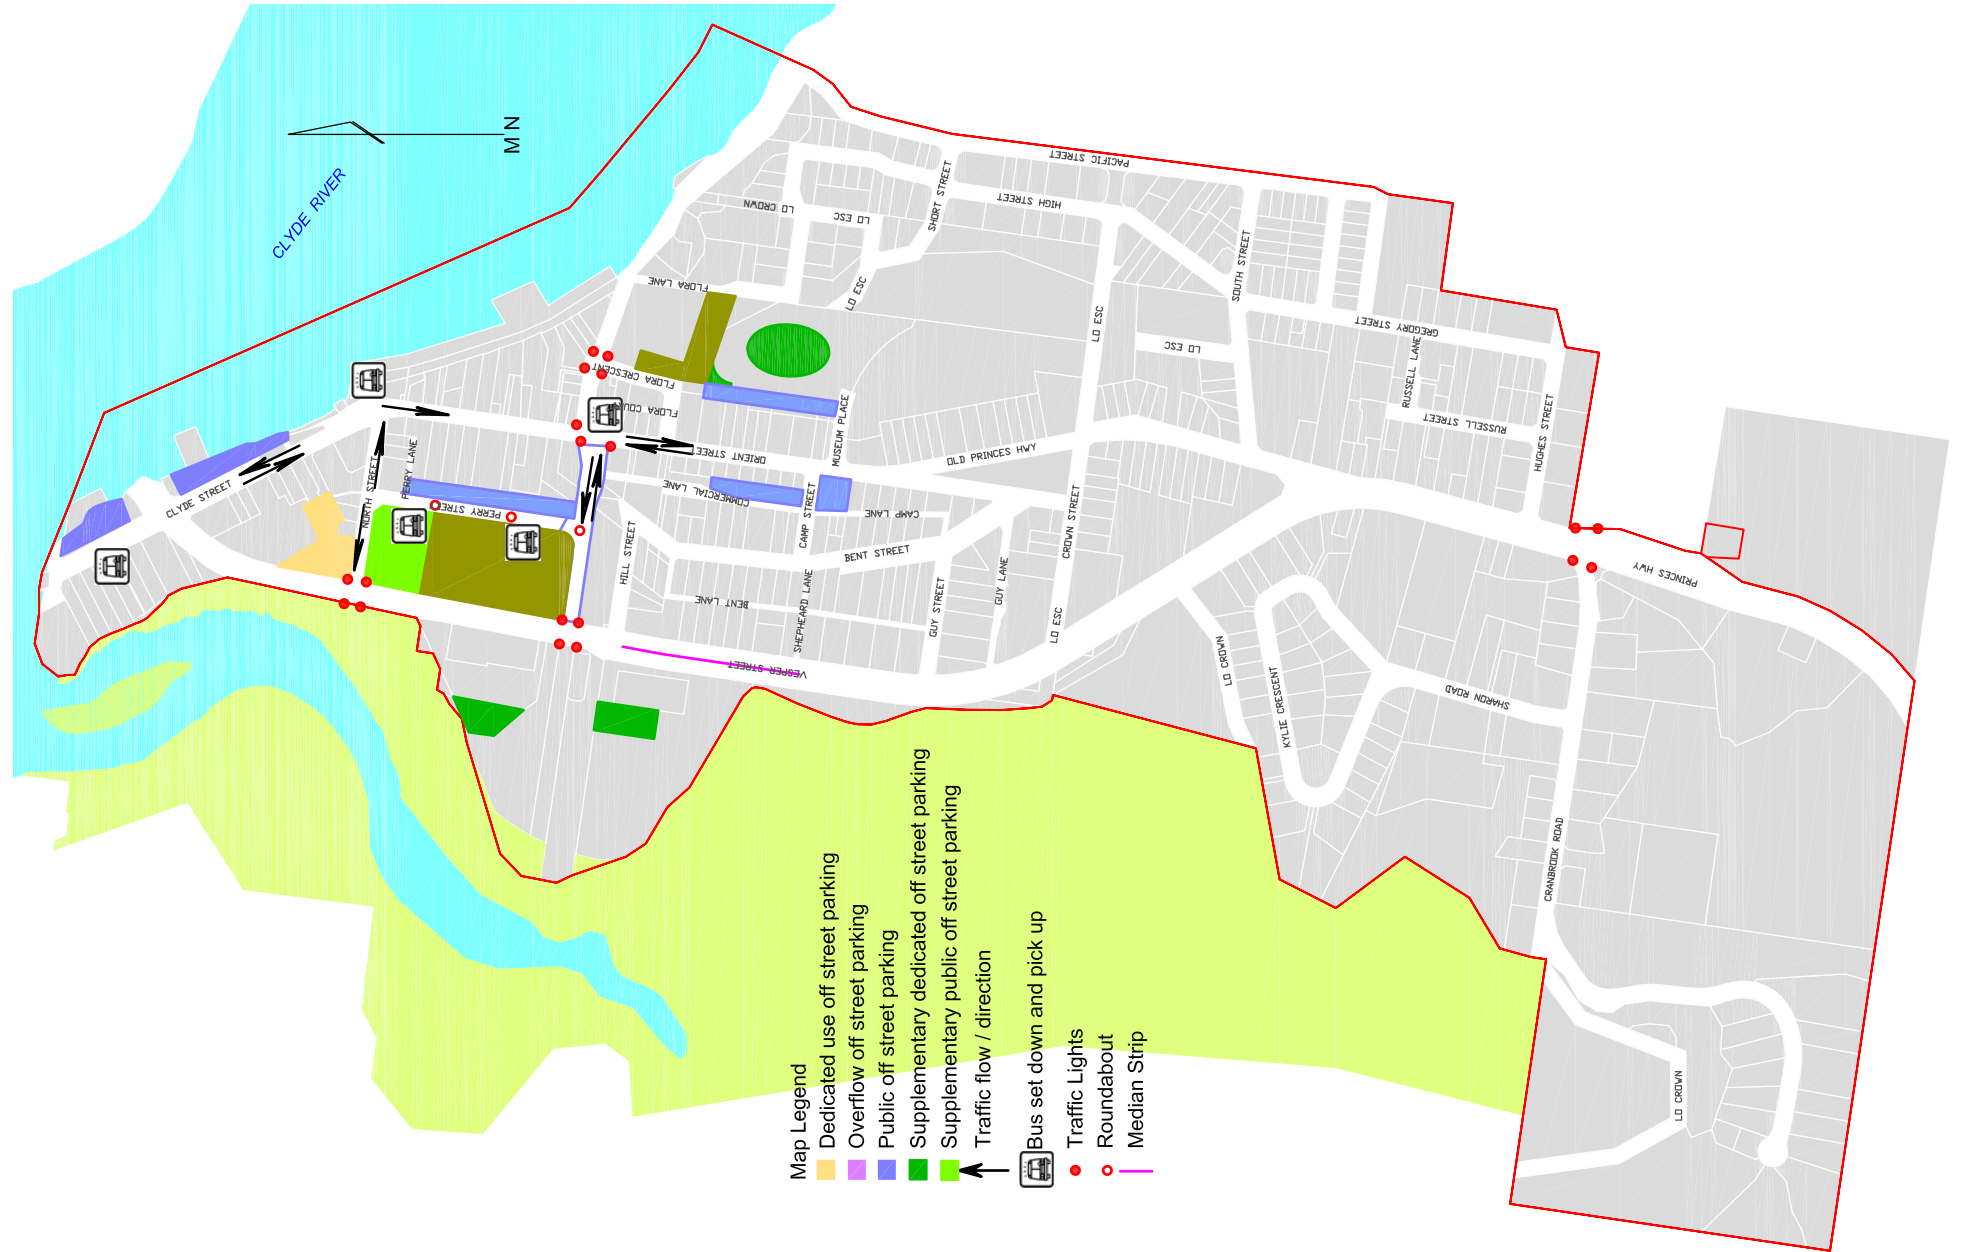 CLYDE RIVER
M N
CLYDE STREET
NORTH STREET
PERRY LANE
PERRY STREET
FLORA LANE
FLORA CRESCENT
ORIENT STREET
COMMERCIAL LANE
MUSEUM PLACE
CAMP STREET
CAMP LANE
HILL STREET
BENT STREET
BENT LANE
SHEPHEARD LANE
GUY STREET
GUY LANE
VESPER STREET
OLD PRINCES HWY
CROWN STREET
LO ESC
LO CROWN
LO ESC
LO ESC
SHORT STREET
HIGH STREET
PACIFIC STREET
LO ESC
LO ESC
SOUTH STREET
GREGORY STREET
RUSSELL LANE
RUSSELL STREET
HUGHES STREET
PRINCES HWY
LO CROWN
KYLIE CRESCENT
SHARON ROAD
CRANBROOK ROAD
LO CROWN
Map Legend
Dedicated use off street parking
Overflow off street parking
Public off street parking
Supplementary dedicated off street parking
Supplementary public off street parking
Traffic flow / direction
Bus set down and pick up
Traffic Lights
Roundabout
Median Strip